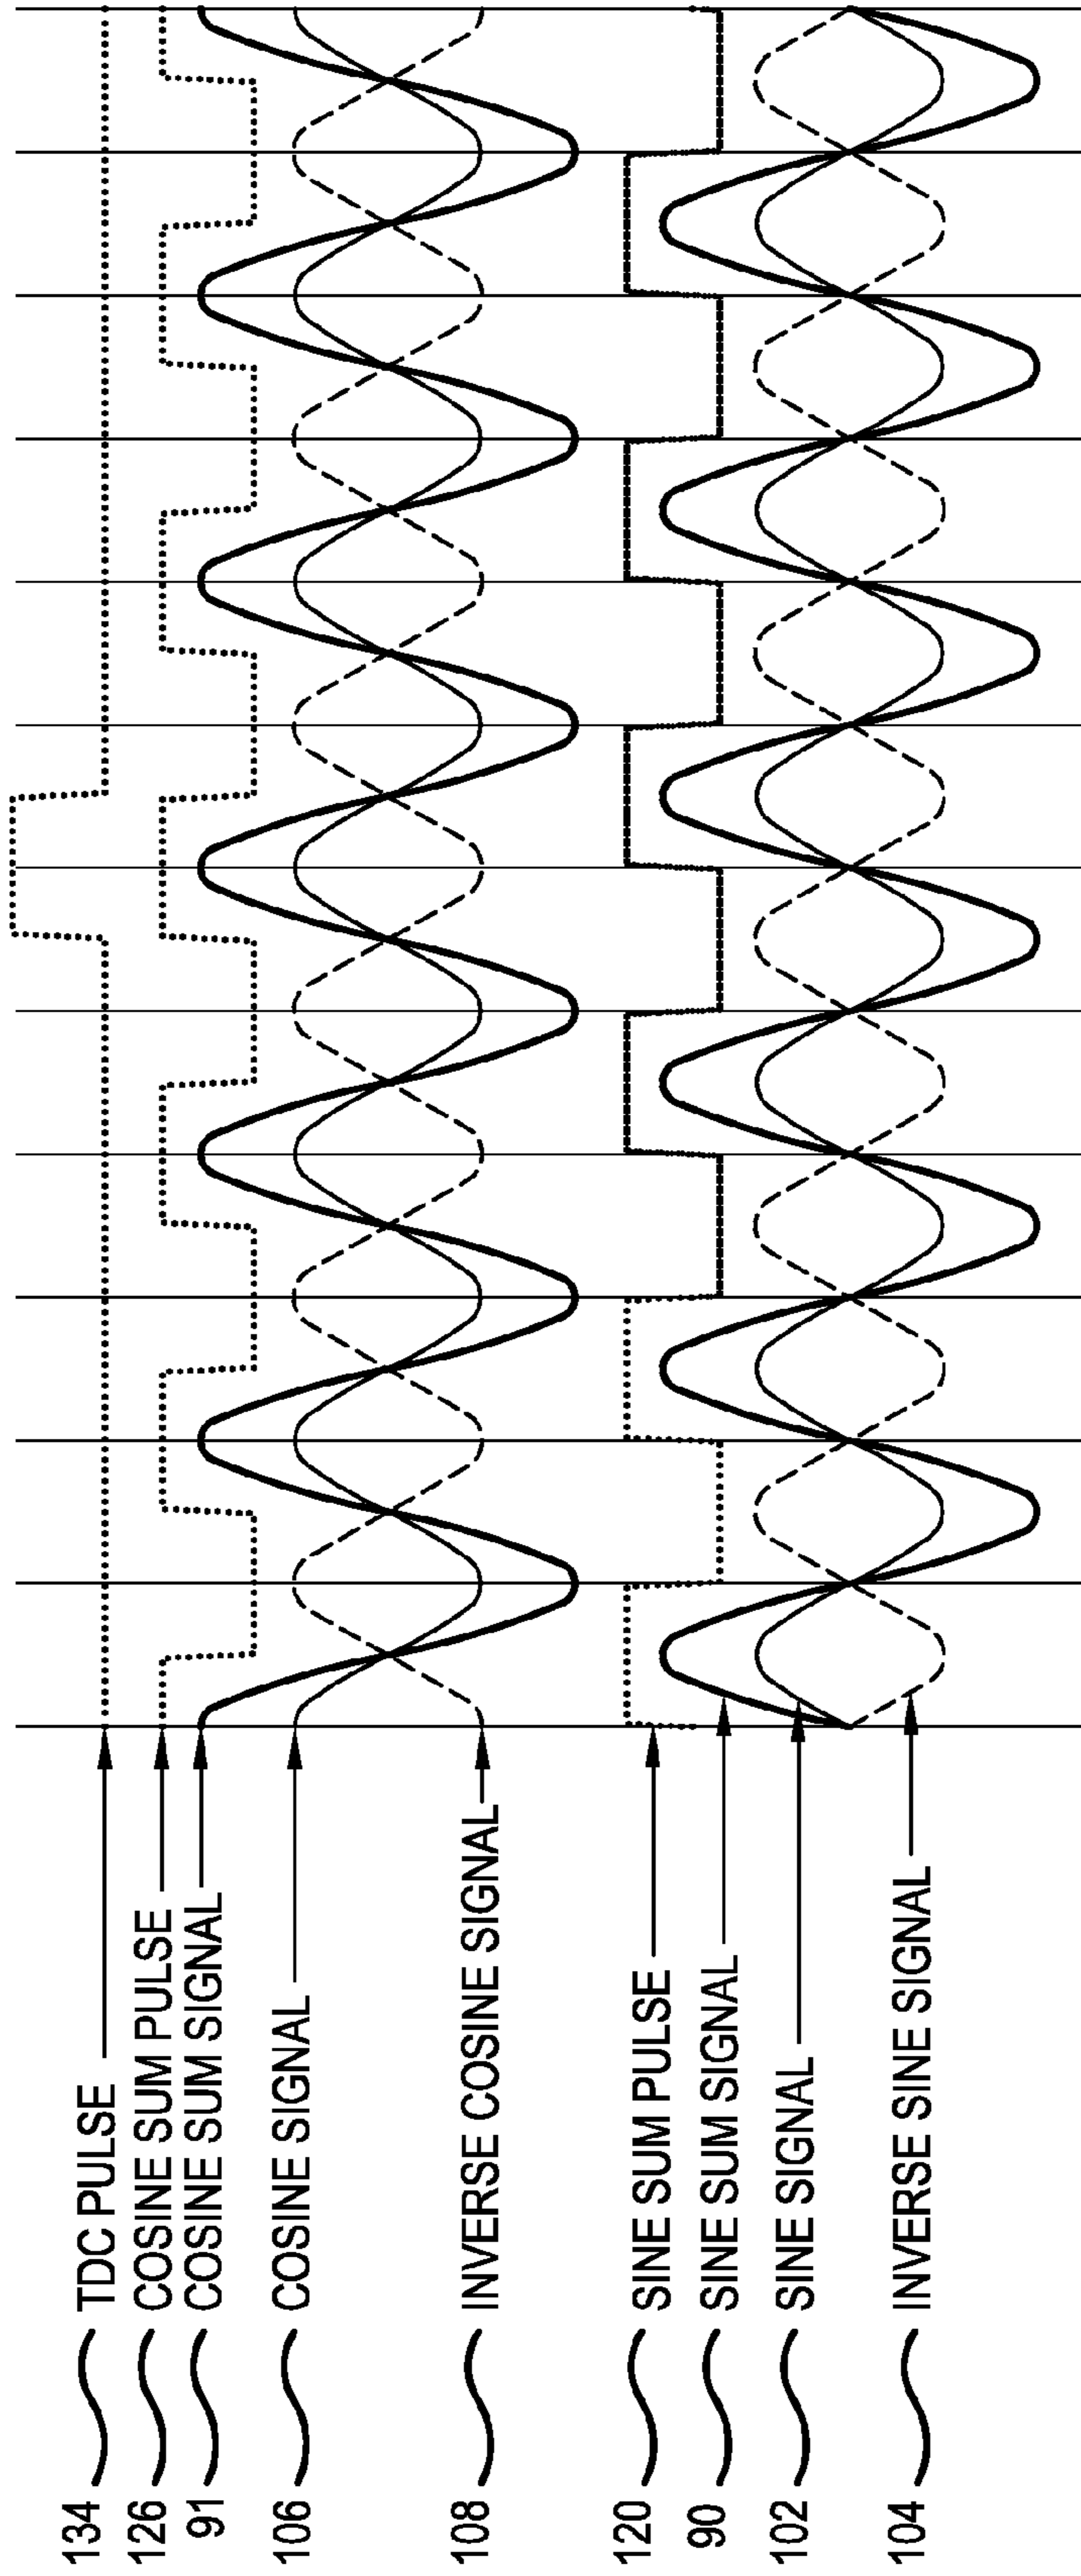 134 TDC PULSE
126 COSINE SUM PULSE
91 COSINE SUM SIGNAL
106 COSINE SIGNAL
108 INVERSE COSINE SIGNAL
120 SINE SUM PULSE
90 SINE SUM SIGNAL
102 SINE SIGNAL
104 INVERSE SINE SIGNAL